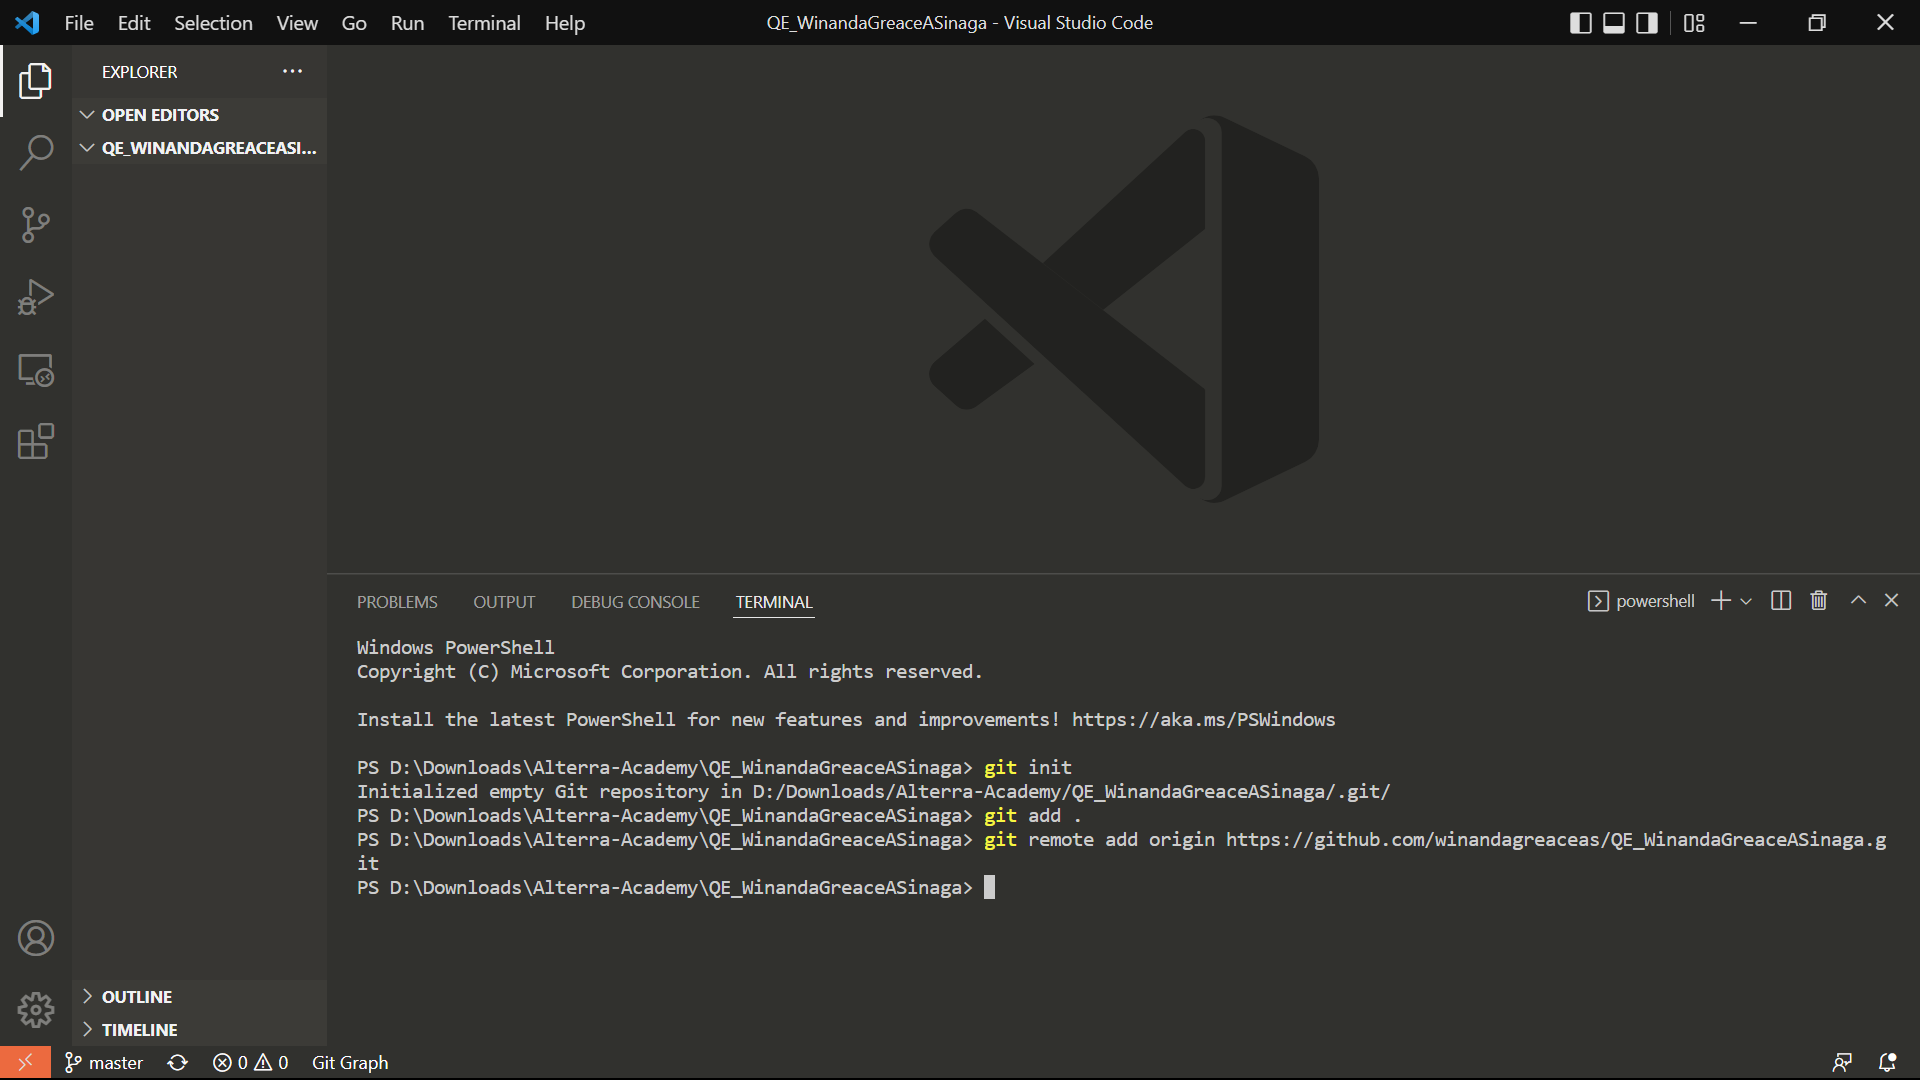 File Edit Selection View Go Run Terminal Help
QE_WinandaGreaceASinaga - Visual Studio Code
EXPLORER
OPEN EDITORS
QE_WINANDAGREACEASI...
PROBLEMS OUTPUT DEBUG CONSOLE TERMINAL
powershell
Windows PowerShell
Copyright (C) Microsoft Corporation. All rights reserved.
Install the latest PowerShell for new features and improvements! https://aka.ms/PSWindows
PS D:\Downloads\Alterra-Academy\QE_WinandaGreaceASinaga> git init
Initialized empty Git repository in D:/Downloads/Alterra-Academy/QE_WinandaGreaceASinaga/.git/
PS D:\Downloads\Alterra-Academy\QE_WinandaGreaceASinaga> git add .
PS D:\Downloads\Alterra-Academy\QE_WinandaGreaceASinaga> git remote add origin https://github.com/winandagreaceas/QE_WinandaGreaceASinaga.g
it
PS D:\Downloads\Alterra-Academy\QE_WinandaGreaceASinaga>
OUTLINE
TIMELINE
master 0 0 Git Graph